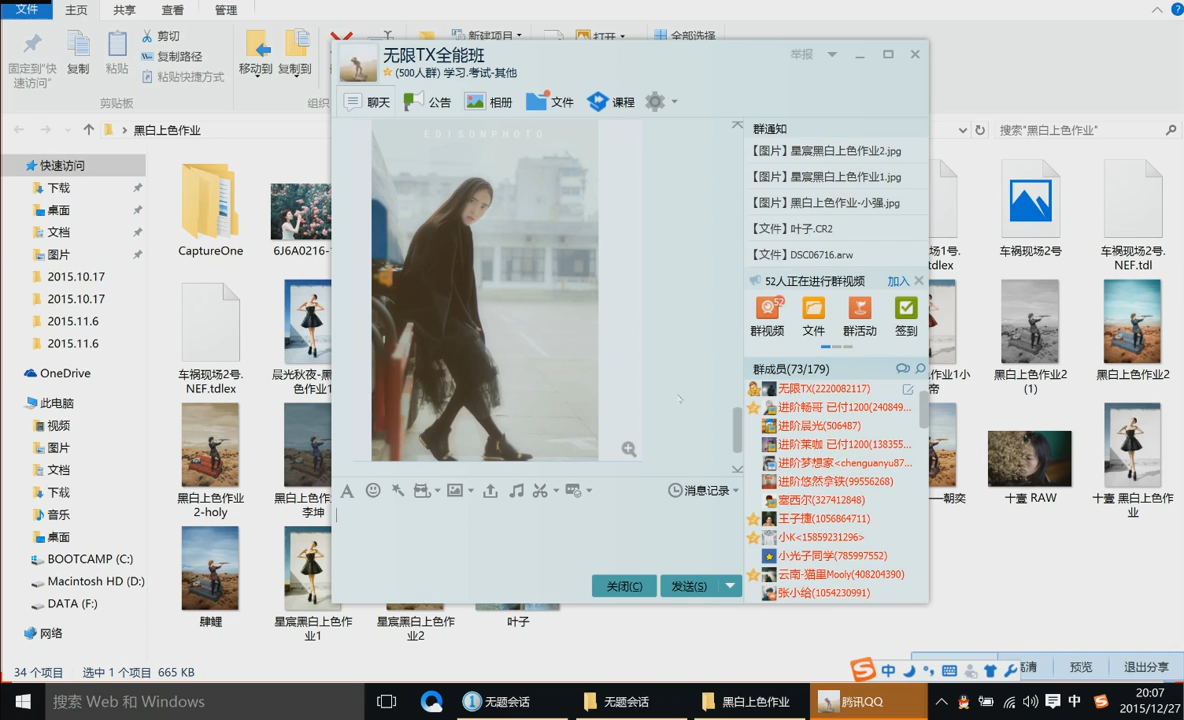 文件
主页
共享
查看
管理
固定到“快
速访问”
复制
粘贴
剪切
复制路径
粘贴快捷方式
剪贴板
移动到
复制到
组织
新建项目
打开
全部选择
黑白上色作业
搜索"黑白上色作业"
快速访问
下载
桌面
文档
图片
2015.10.17
2015.10.17
2015.11.6
2015.11.6
OneDrive
此电脑
视频
图片
文档
下载
音乐
桌面
BOOTCAMP (C:)
Macintosh HD (D:)
DATA (F:)
网络
CaptureOne
6J6A0216-
车祸现场2号.
NEF.tdlex
晨光秋夜-黑
色作业1
黑白上色作业
2-holy
黑白上色作
李坤
肆鲤
星宸黑白上色作
业1
星宸黑白上色作
业2
叶子
场1号.
tdlex
车祸现场2号
车祸现场2号.
NEF.tdl
作业1小
帝
黑白上色作业2
(1)
黑白上色作业2
—朝奕
十壹 RAW
十壹 黑白上色作
业
34 个项目
选中 1 个项目 665 KB
无限TX全能班
(500人群) 学习.考试-其他
举报
聊天
公告
相册
文件
课程
EDISONPHOTO
消息记录
关闭(C)
发送(S)
群通知
【图片】星宸黑白上色作业2.jpg
【图片】星宸黑白上色作业1.jpg
【图片】黑白上色作业-小强.jpg
【文件】叶子.CR2
【文件】DSC06716.arw
52人正在进行群视频
加入
52
群视频
文件
群活动
签到
群成员(73/179)
无限TX(2220082117)
进阶畅哥 已付1200(240849...
进阶晨光(506487)
进阶莱咖 已付1200(138355...
进阶梦想家<chenguanyu87...
进阶悠然拿铁(99556268)
塞西尔(327412848)
王子捷(1056864711)
小K<15859231296>
小光子同学(785997552)
云南-猫里Mooly(408204390)
张小给(1054230991)
中
高清
预览
退出分享
搜索 Web 和 Windows
无题会话
无题会话
黑白上色作业
腾讯QQ
中
20:07
2015/12/27